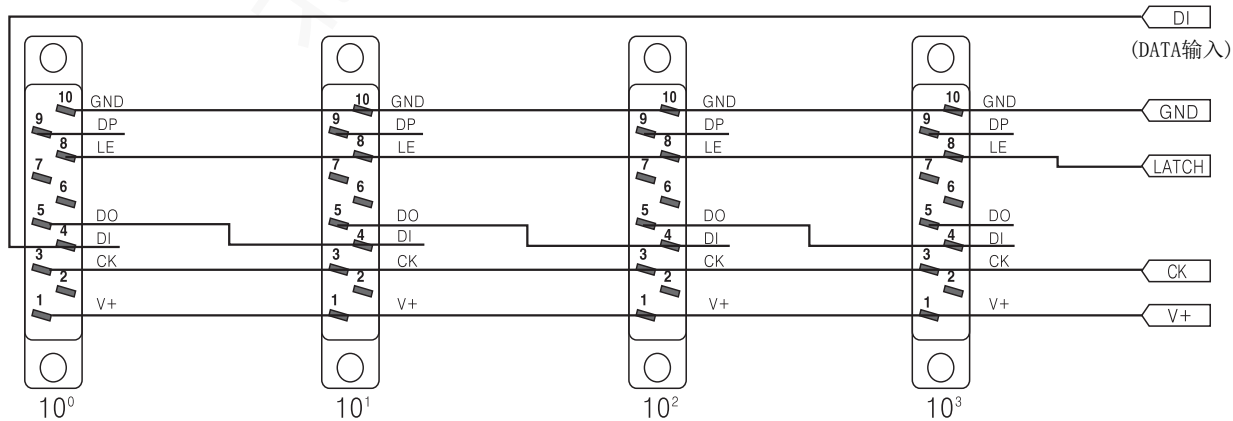 DI
(DATA输入)
10 GND 10 GND 10 GND 10 GND GND
9 DP 9 DP 9 DP 9 DP
8 LE 8 LE 8 LE 8 LE LATCH
7 7 7 7
6 6 6 6
5 DO 5 DO 5 DO 5 DO
4 DI 4 DI 4 DI 4 DI
3 CK 3 CK 3 CK 3 CK CK
2 2 2 2
1 V+ 1 V+ 1 V+ 1 V+ V+
10⁰ 10¹ 10² 10³